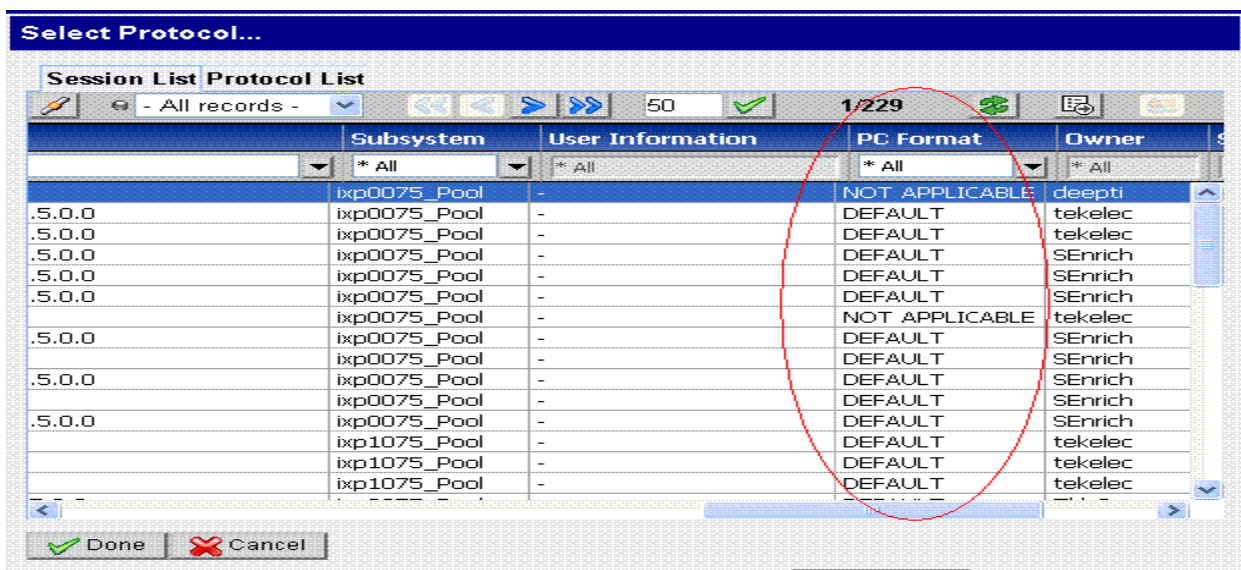 Select Protocol...
Session List Protocol List
- All records - 50 1/229
Subsystem User Information PC Format Owner
* All * All * All * All
ixp0075_Pool - NOT APPLICABLE deepti
.5.0.0 ixp0075_Pool - DEFAULT tekelec
.5.0.0 ixp0075_Pool - DEFAULT tekelec
.5.0.0 ixp0075_Pool - DEFAULT SEnrich
.5.0.0 ixp0075_Pool - DEFAULT SEnrich
.5.0.0 ixp0075_Pool - DEFAULT SEnrich
ixp0075_Pool - NOT APPLICABLE tekelec
.5.0.0 ixp0075_Pool - DEFAULT SEnrich
ixp0075_Pool - DEFAULT SEnrich
.5.0.0 ixp0075_Pool - DEFAULT SEnrich
ixp0075_Pool - DEFAULT SEnrich
.5.0.0 ixp0075_Pool - DEFAULT SEnrich
ixp1075_Pool - DEFAULT tekelec
ixp1075_Pool - DEFAULT tekelec
ixp1075_Pool - DEFAULT tekelec
Done Cancel